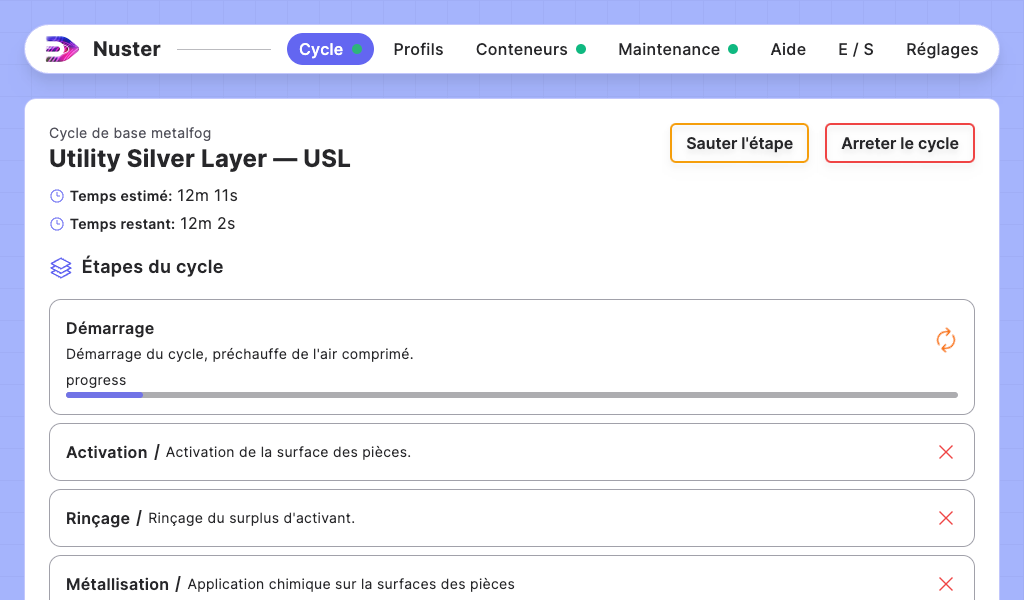 Nuster
Cycle
Profils
Conteneurs
Maintenance
Aide
E / S
Réglages
Cycle de base metalfog
Utility Silver Layer — USL
Sauter l'étape
Arreter le cycle
Temps estimé: 12m 11s
Temps restant: 12m 2s
Étapes du cycle
Démarrage
Démarrage du cycle, préchauffe de l'air comprimé.
progress
Activation / Activation de la surface des pièces.
Rinçage / Rinçage du surplus d'activant.
Métallisation / Application chimique sur la surfaces des pièces